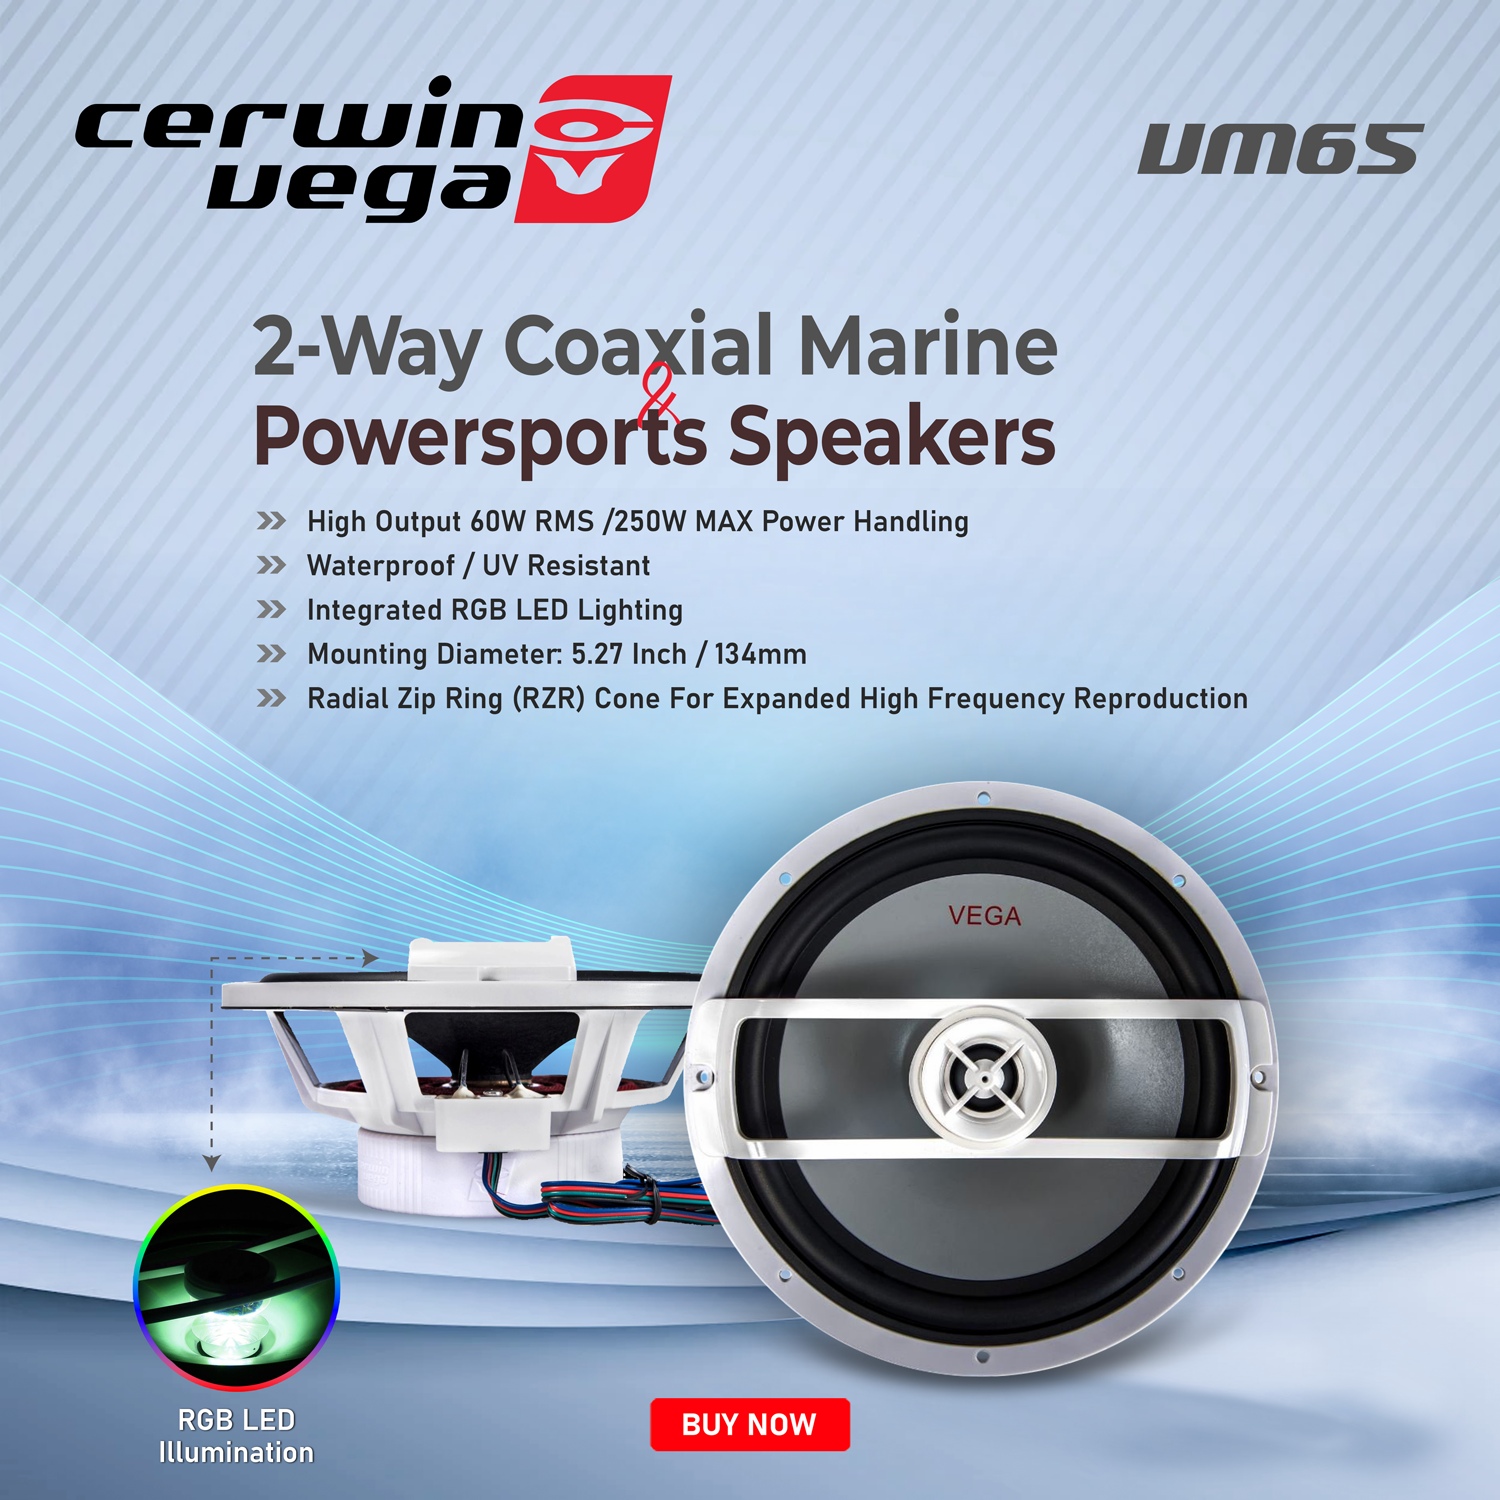 cerwin
vega
VM65
2-Way Coaxial Marine
&
Powersports Speakers
High Output 60W RMS /250W MAX Power Handling
Waterproof / UV Resistant
Integrated RGB LED Lighting
Mounting Diameter: 5.27 Inch / 134mm
Radial Zip Ring (RZR) Cone For Expanded High Frequency Reproduction
VEGA
RGB LED
Illumination
BUY NOW